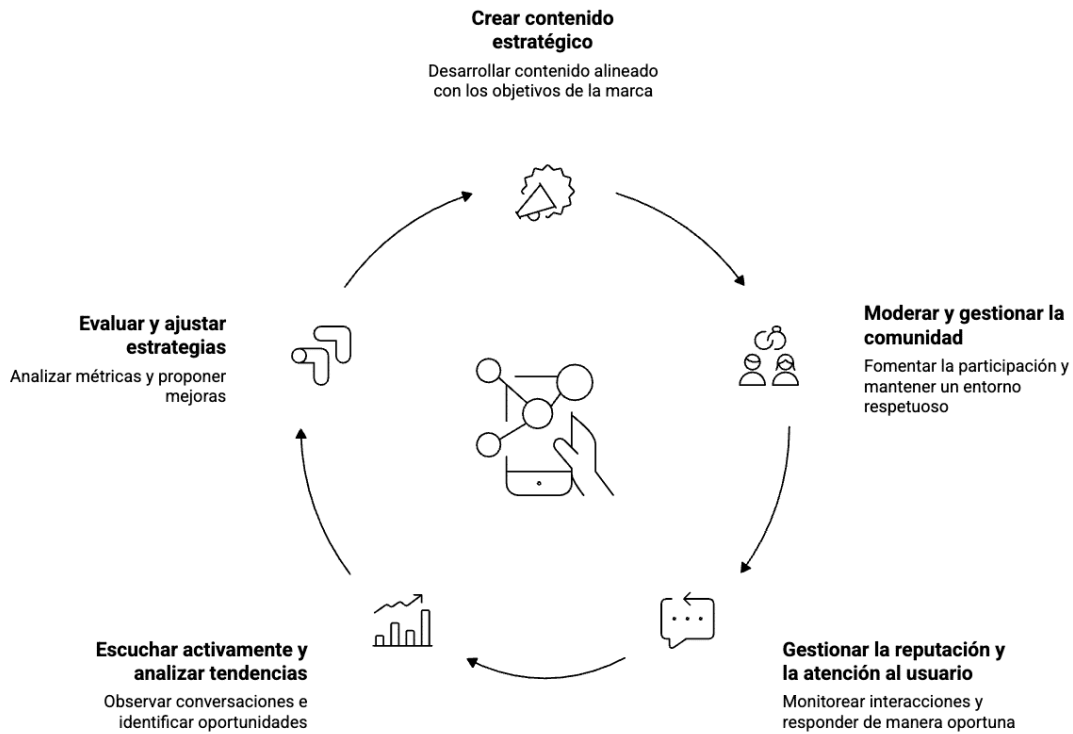 Crear contenido
estratégico
Desarrollar contenido alineado
con los objetivos de la marca
Moderar y gestionar la
comunidad
Fomentar la participación y
mantener un entorno
respetuoso
Gestionar la reputación y
la atención al usuario
Monitorear interacciones y
responder de manera oportuna
Escuchar activamente y
analizar tendencias
Observar conversaciones e
identificar oportunidades
Evaluar y ajustar
estrategias
Analizar métricas y proponer
mejoras